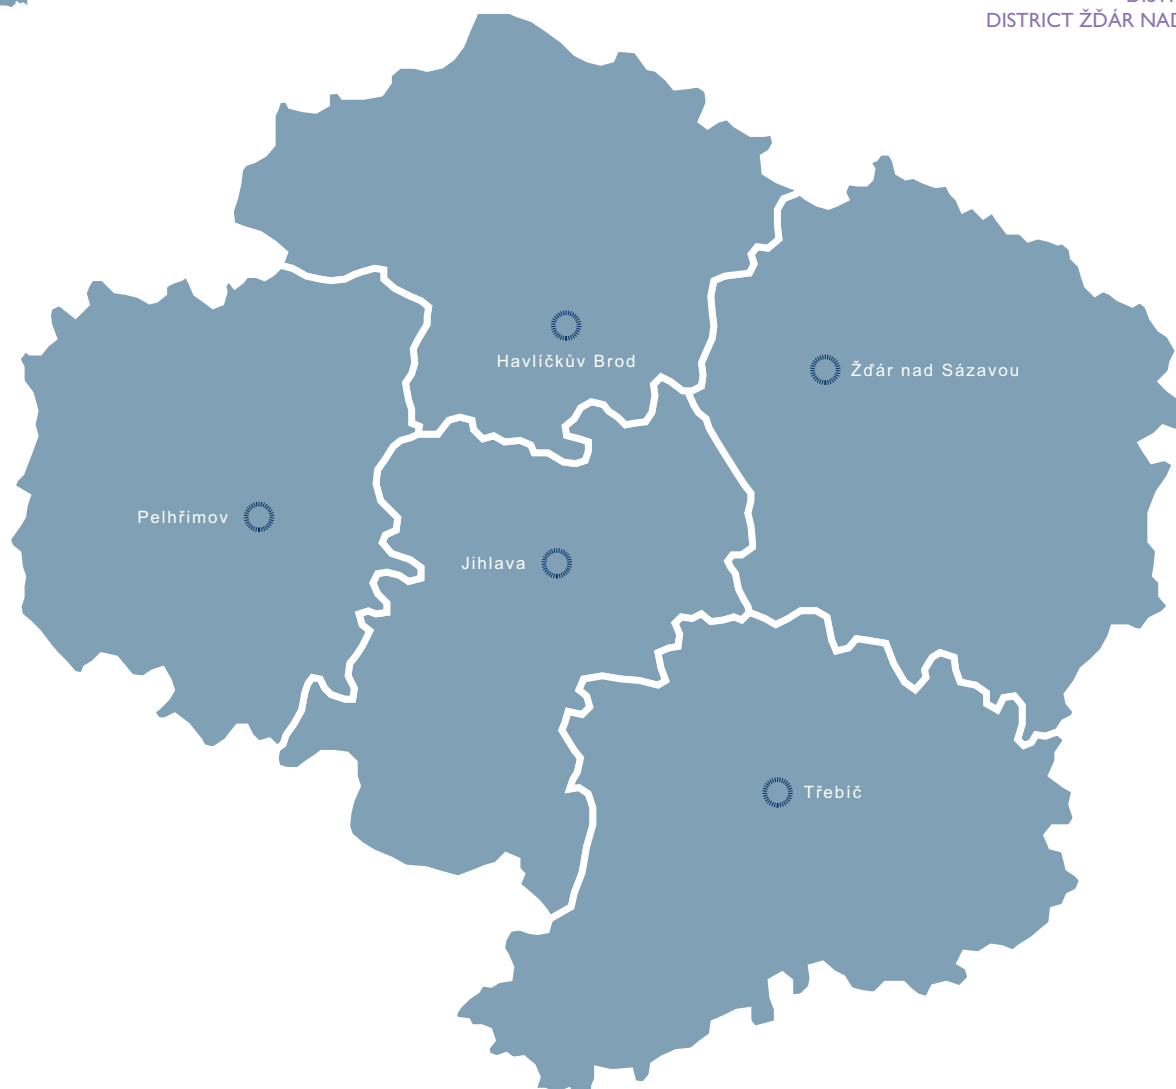 DISTRICT ŽĎÁR NAD
Havlíčkův Brod
Žďár nad Sázavou
Pelhřimov
Jihlava
Třebíč